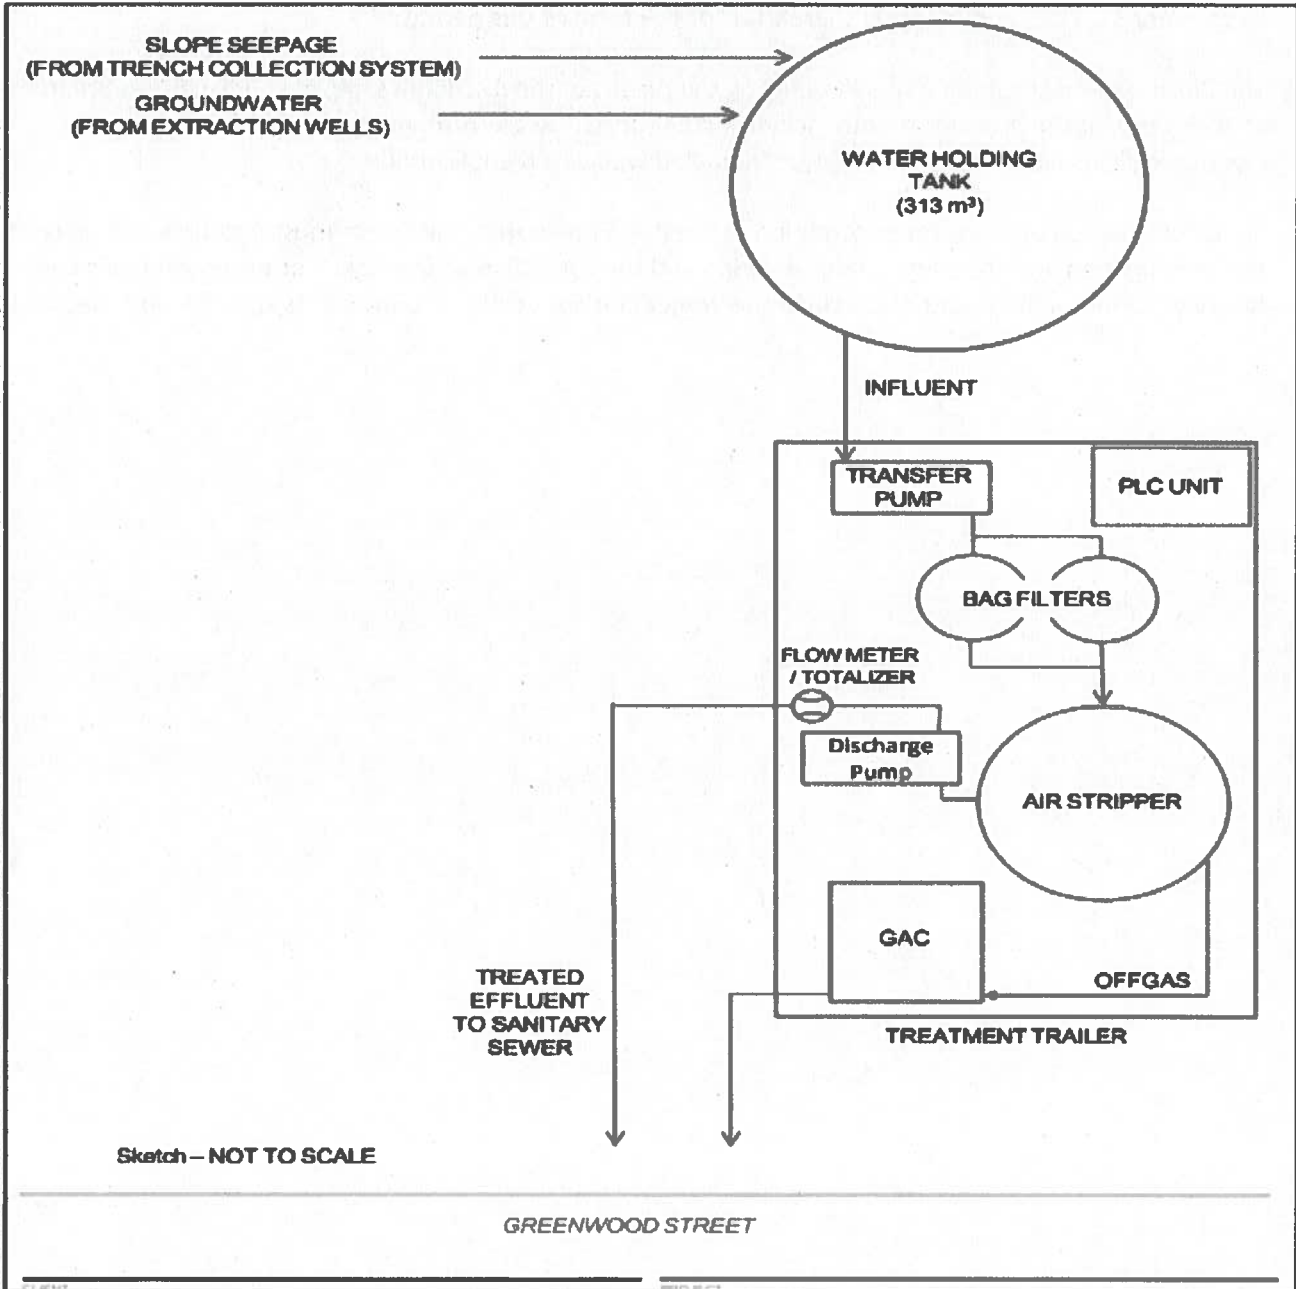 SLOPE SEEPAGE
(FROM TRENCH COLLECTION SYSTEM)
GROUNDWATER
(FROM EXTRACTION WELLS)
WATER HOLDING
TANK
(313 m³)
INFLUENT
TRANSFER
PUMP
PLC UNIT
BAG FILTERS
FLOW METER
/ TOTALIZER
Discharge
Pump
AIR STRIPPER
GAC
OFFGAS
TREATED
EFFLUENT
TO SANITARY
SEWER
TREATMENT TRAILER
Sketch – NOT TO SCALE
GREENWOOD STREET